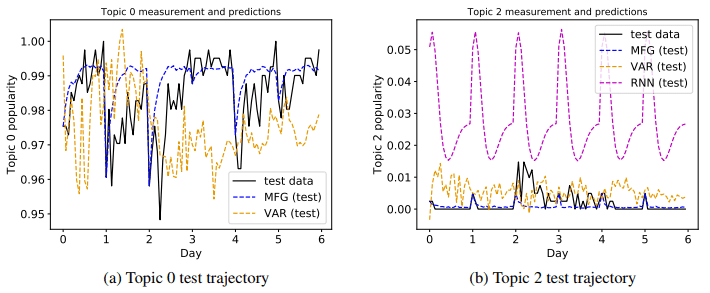 Topic 0 measurement and predictions
1.00
0.99
0.98
0.97
0.96
0.95
Topic 0 popularity
test data
MFG (test)
VAR (test)
0 1 2 3 4 5 6
Day
(a) Topic 0 test trajectory
Topic 2 measurement and predictions
0.05
0.04
0.03
0.02
0.01
0.00
Topic 2 popularity
test data
MFG (test)
VAR (test)
RNN (test)
0 1 2 3 4 5 6
Day
(b) Topic 2 test trajectory